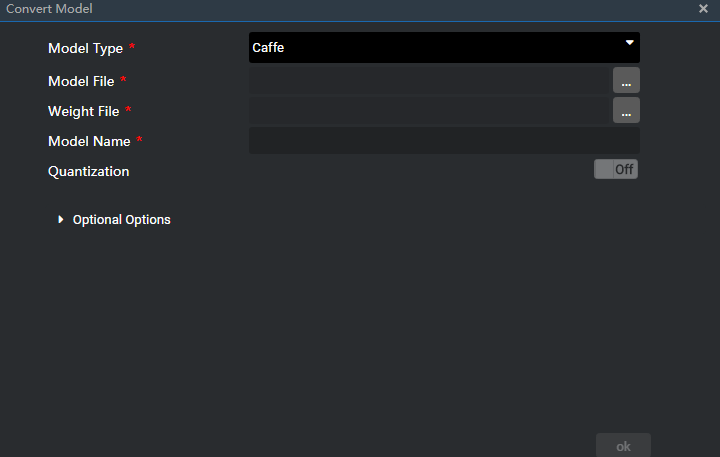 Convert Model ×
Model Type * Caffe
Model File * ...
Weight File * ...
Model Name *
Quantization Off
Optional Options
ok